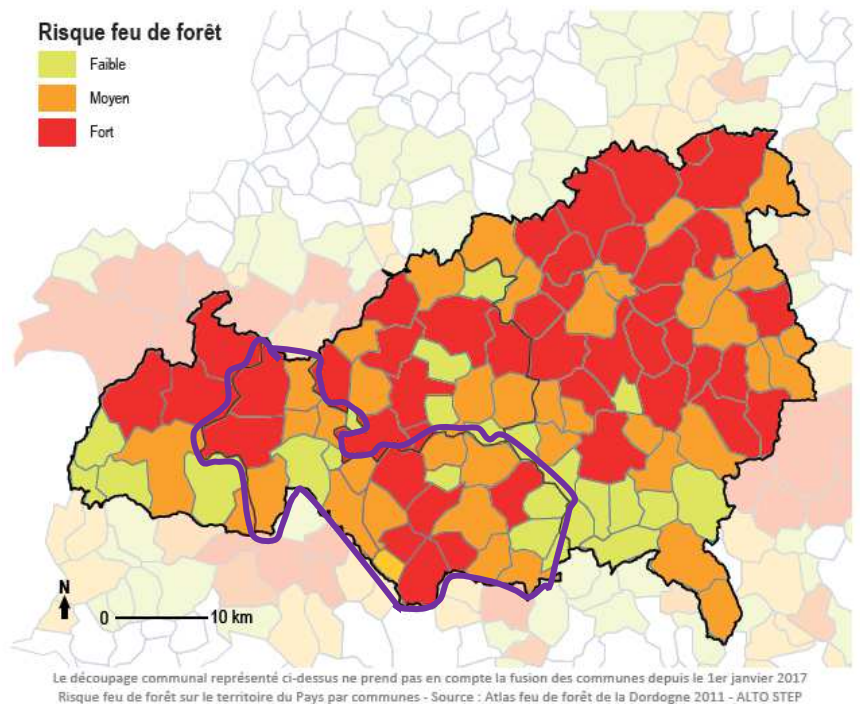 Risque feu de forêt
Faible
Moyen
Fort
N
0 10 km
Le découpage communal représenté ci-dessus ne prend pas en compte la fusion des communes depuis le 1er janvier 2017
Risque feu de forêt sur le territoire du Pays par communes - Source : Atlas feu de forêt de la Dordogne 2011 - ALTO STEP